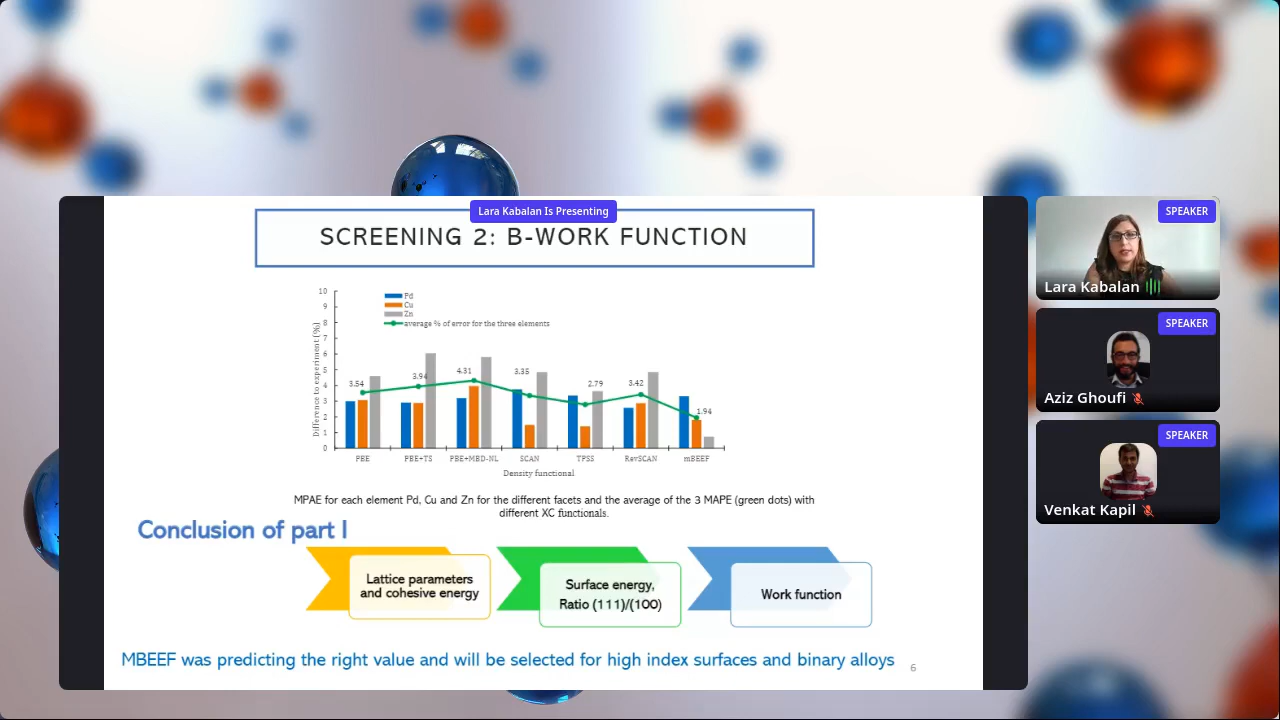 Lara Kabalan Is Presenting
SCREENING 2: B-WORK FUNCTION
Pd
Cu
Zn
average % of error for the three elements
Difference to experiment (%)
10
9
8
7
6
5
4
3
2
1
0
3.54
3.94
4.31
3.35
2.79
3.42
1.94
PBE
PBE+TS
PBE+MBD-NL
SCAN
TPSS
RevSCAN
mBEEF
Density functional
MPAE for each element Pd, Cu and Zn for the different facets and the average of the 3 MAPE (green dots) with
different XC functionals.
Conclusion of part I
Lattice parameters
and cohesive energy
Surface energy,
Ratio (111)/(100)
Work function
MBEEF was predicting the right value and will be selected for high index surfaces and binary alloys
6
SPEAKER
Lara Kabalan
SPEAKER
Aziz Ghoufi
SPEAKER
Venkat Kapil